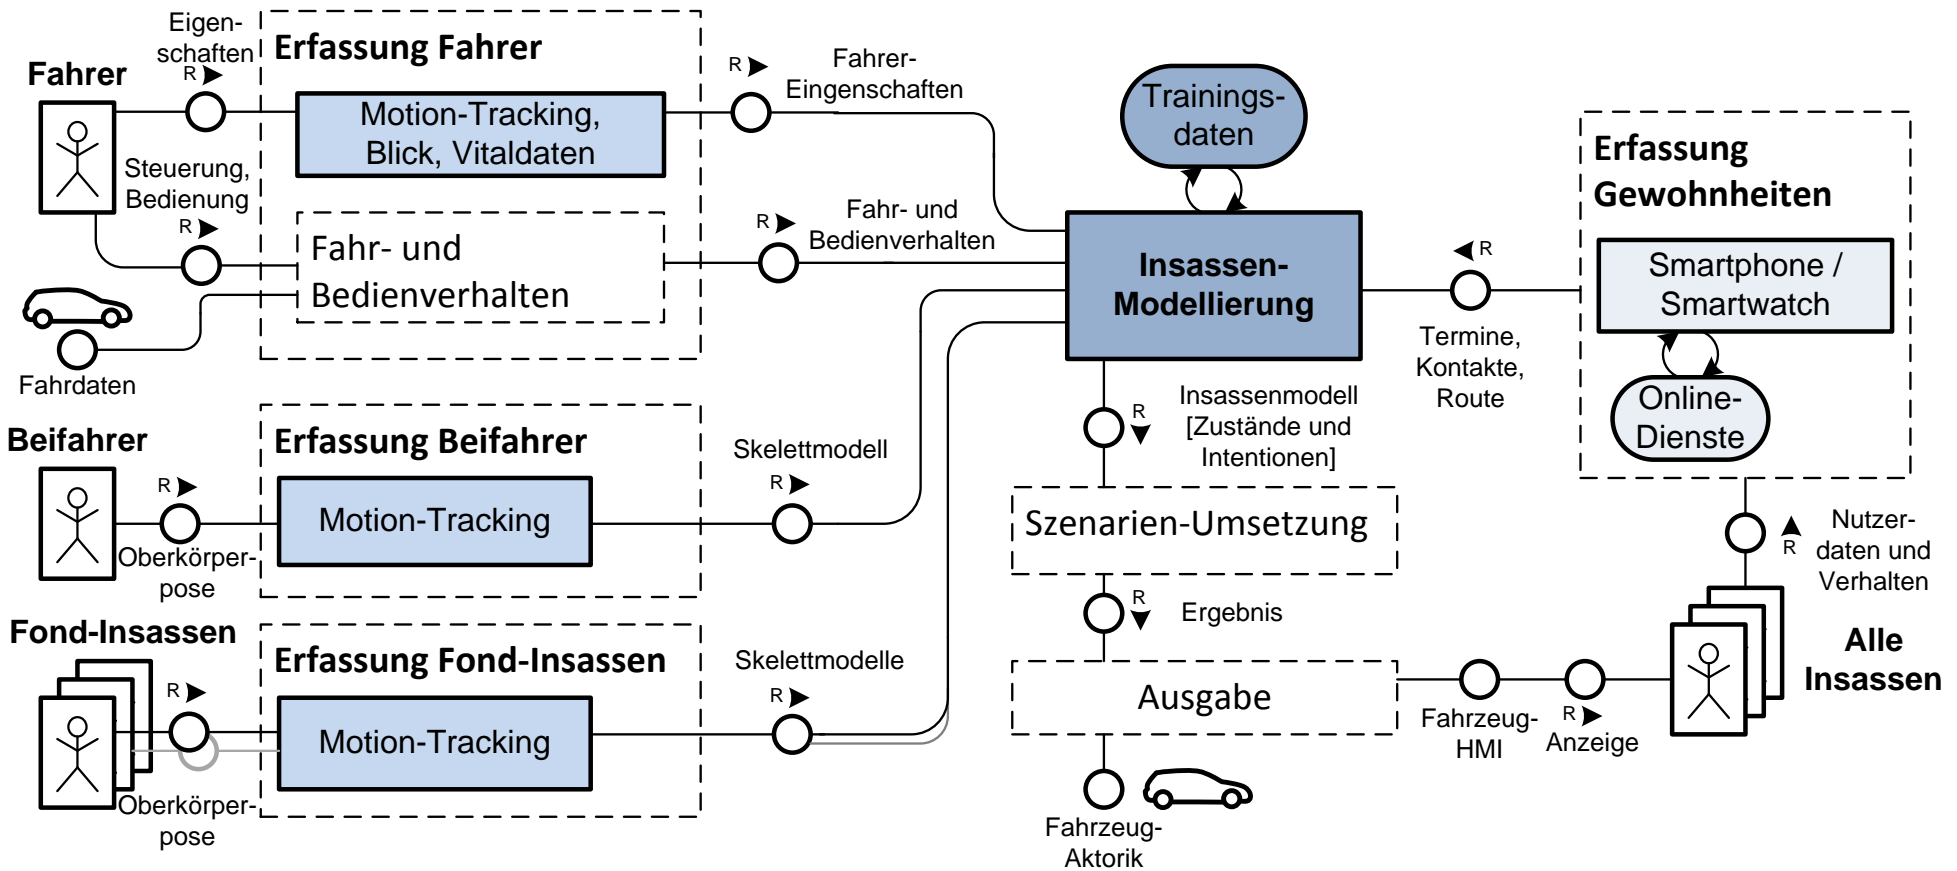 Eigen-
schaften
R
Fahrer
Erfassung Fahrer
Motion-Tracking,
Blick, Vitaldaten
R
Fahrer-
Eingenschaften
Steuerung,
Bedienung
R
Fahr- und
Bedienverhalten
R
Fahr- und
Bedienverhalten
Fahrdaten
Trainings-
daten
Insassen-
Modellierung
R
Termine,
Kontakte,
Route
Erfassung
Gewohnheiten
Smartphone /
Smartwatch
Online-
Dienste
Beifahrer
R
Oberkörper-
pose
Erfassung Beifahrer
Motion-Tracking
Skelettmodell
R
R
Insassenmodell
[Zustände und
Intentionen]
Szenarien-Umsetzung
R
Ergebnis
R
Nutzer-
daten und
Verhalten
Fond-Insassen
R
Oberkörper-
pose
Erfassung Fond-Insassen
Motion-Tracking
Skelettmodelle
R
Ausgabe
Fahrzeug-
HMI
R
Anzeige
Alle
Insassen
Fahrzeug-
Aktorik